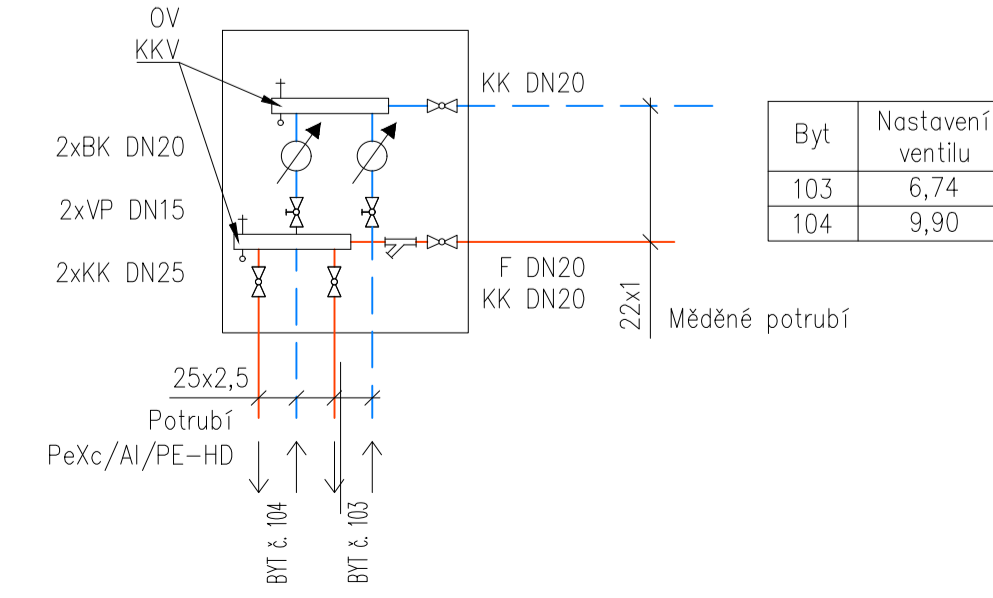 OV
KKV
KK DN20
2xBK DN20
2xVP DN15
2xKK DN25
F DN20
KK DN20
22x1
Měděné potrubí
25x2,5
Potrubí
PeXc/Al/PE-HD
BYT č. 104
BYT č. 103
Byt
Nastavení
ventilu
103
6,74
104
9,90